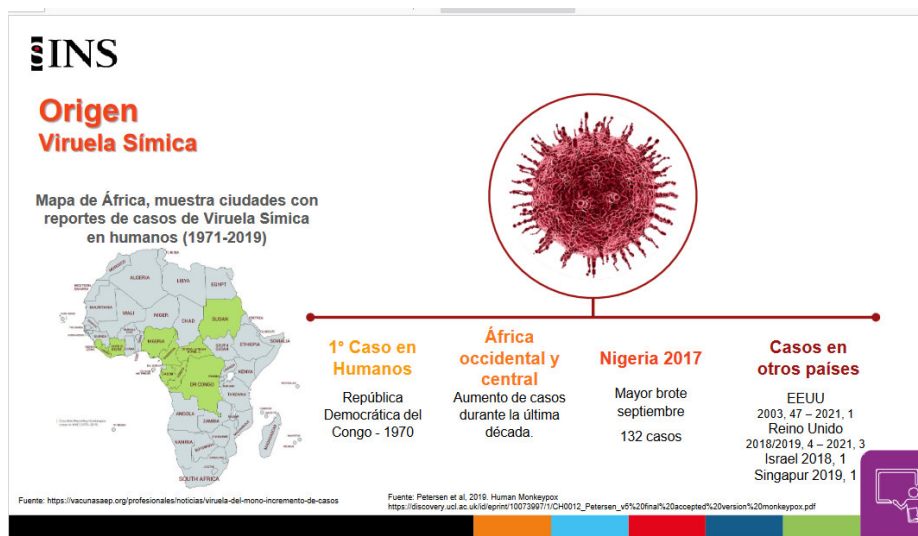 INS
Origen
Viruela Símica
Mapa de África, muestra ciudades con
reportes de casos de Viruela Símica
en humanos (1971-2019)
ALGERIA
LIBYA
EGYPT
MALI
NIGER
CHAD
SUDAN
NIGERIA
ETHIOPIA
SOMALIA
KENYA
DR CONGO
ANGOLA
ZAMBIA
NAMIBIA
SOUTH AFRICA
1° Caso en
Humanos
República
Democrática del
Congo - 1970
África
occidental y
central
Aumento de casos
durante la última
década.
Nigeria 2017
Mayor brote
septiembre
132 casos
Casos en
otros países
EEUU
2003, 47 – 2021, 1
Reino Unido
2018/2019, 4 – 2021, 3
Israel 2018, 1
Singapur 2019, 1
Fuente: https://vacunasaep.org/profesionales/noticias/viruela-del-mono-incremento-de-casos
Fuente: Petersen et al, 2019. Human Monkeypox
https://discovery.ucl.ac.uk/id/eprint/10073997/1/CH0012_Petersen_v5%20final%20accepted%20version%20monkeypox.pdf